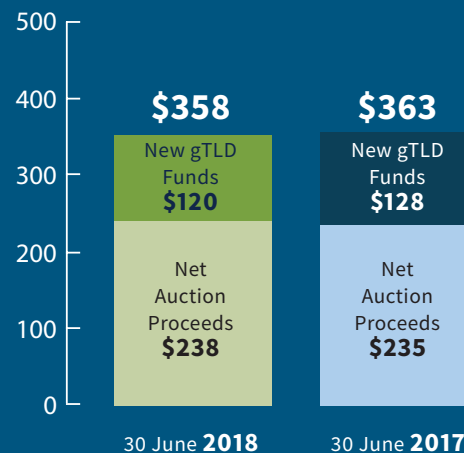 500
400
300
200
100
0
$358
New gTLD
Funds
$120
Net
Auction
Proceeds
$238
30 June 2018
$363
New gTLD
Funds
$128
Net
Auction
Proceeds
$235
30 June 2017